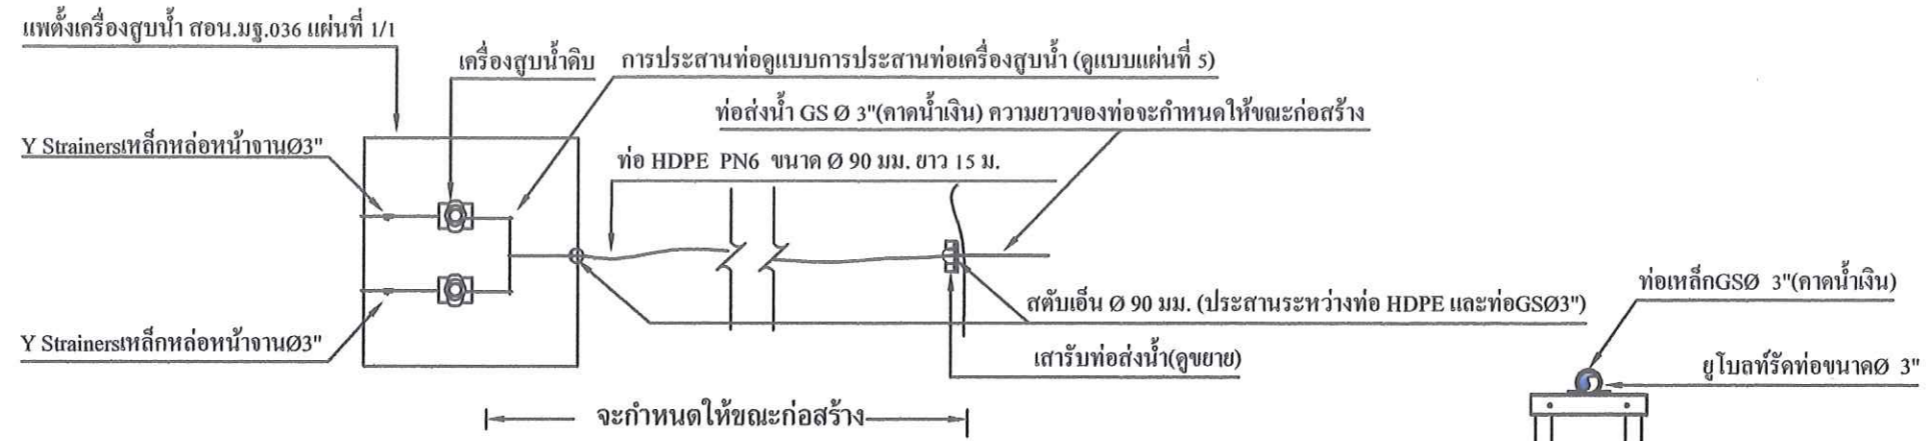 แพตั้งเครื่องสูบน้ำ สอน.มฐ.036 แผ่นที่ 1/1
เครื่องสูบน้ำดิบ
การประสานท่อดูแบบการประสานท่อเครื่องสูบน้ำ (ดูแบบแผ่นที่ 5)
ท่อส่งน้ำ GS Ø 3"(คาดน้ำเงิน) ความยาวของท่อจะกำหนดให้ขณะก่อสร้าง
Y Strainersเหล็กหล่อหน้าจานØ3"
ท่อ HDPE PN6 ขนาด Ø 90 มม. ยาว 15 ม.
ท่อเหล็กGSØ 3"(คาดน้ำเงิน)
สตับเอ็น Ø 90 มม. (ประสานระหว่างท่อ HDPE และท่อGSØ3")
Y Strainersเหล็กหล่อหน้าจานØ3"
เสารับท่อส่งน้ำ(ดูขยาย)
ยูโบลท์รัดท่อขนาดØ 3"
จะกำหนดให้ขณะก่อสร้าง